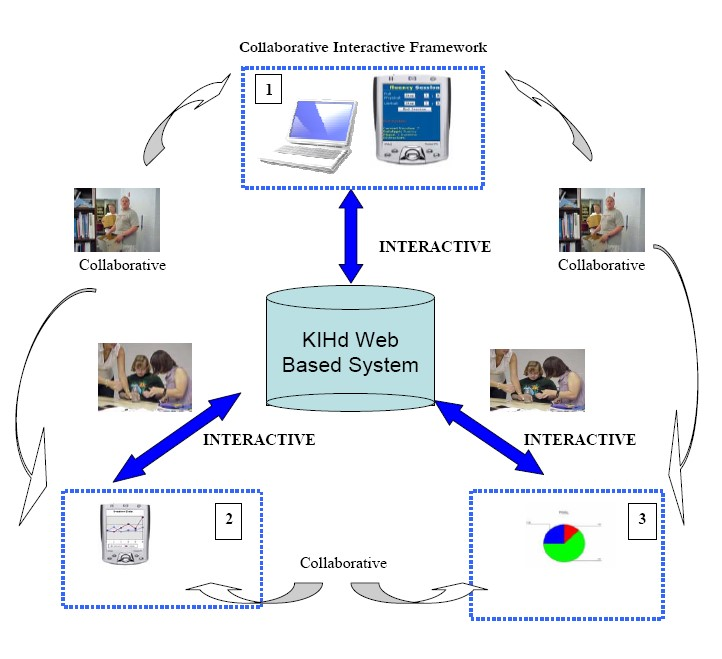 Collaborative Interactive Framework
1
INTERACTIVE
Collaborative
Collaborative
KIHd Web
Based System
INTERACTIVE
INTERACTIVE
2
3
Collaborative